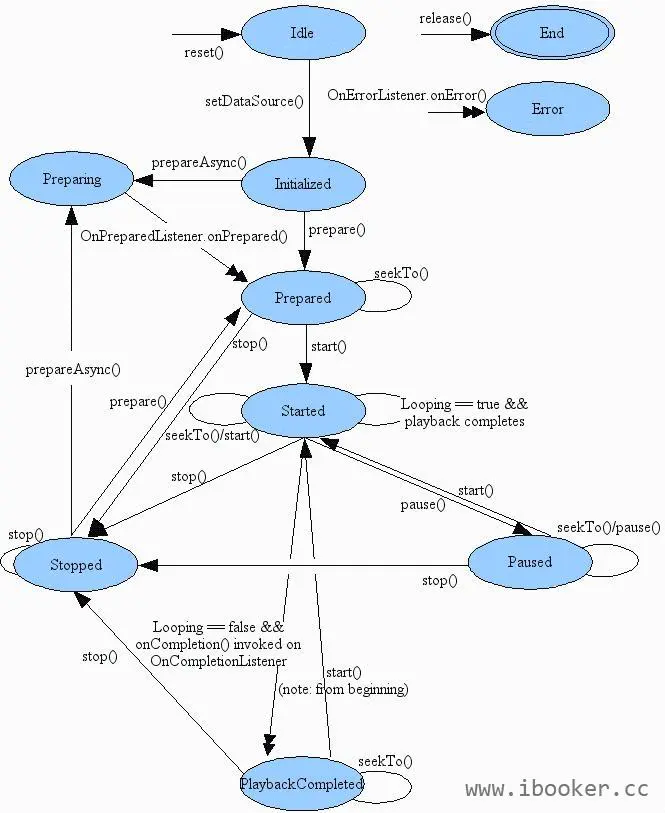 Idle
reset()
release()
End
OnErrorListener.onError()
Error
setDataSource()
prepareAsync()
Preparing
Initialized
OnPreparedListener.onPrepared()
prepare()
Prepared
seekTo()
stop()
start()
prepareAsync()
prepare()
Started
Looping == true &&
playback completes
seekTo()/start()
stop()
pause()
start()
stop()
Stopped
seekTo()/pause()
Paused
stop()
Looping == false &&
onCompletion() invoked on
OnCompletionListener
stop()
start()
(note: from beginning)
seekTo()
PlaybackCompleted
www.ibooker.cc